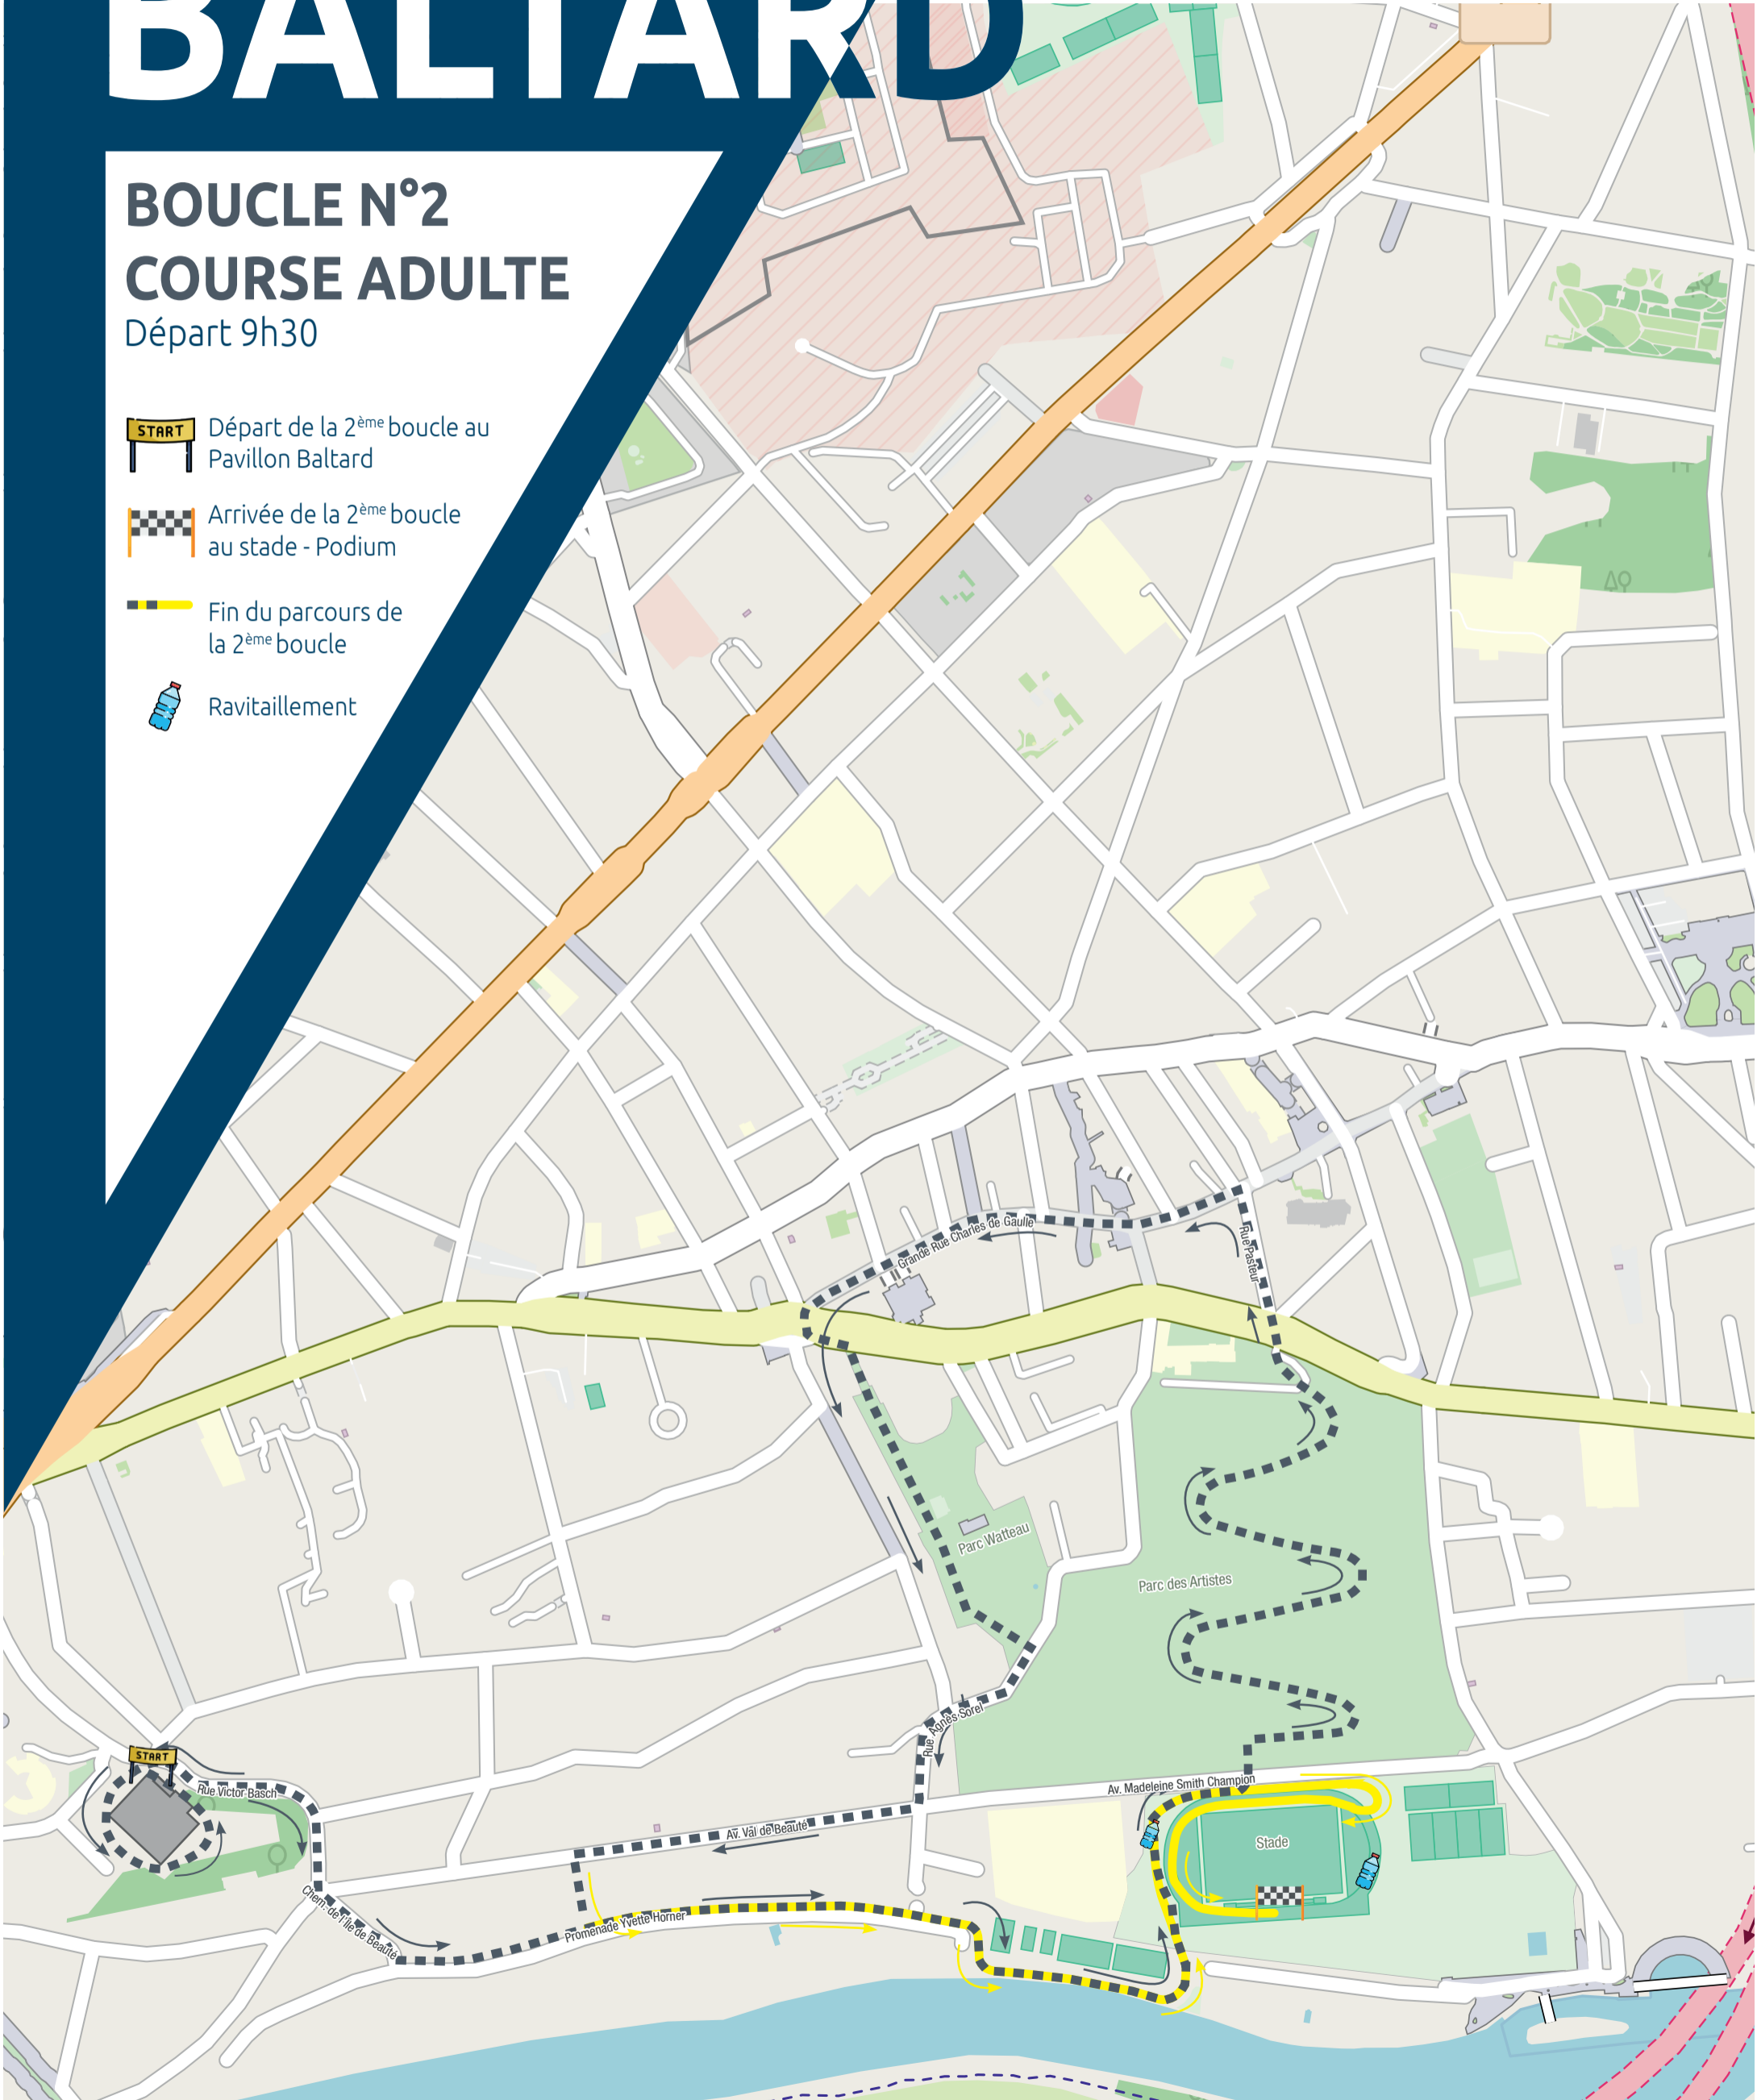 BALTARD
BOUCLE N°2
COURSE ADULTE
Départ 9h30
START
Départ de la 2ème boucle au
Pavillon Baltard
Arrivée de la 2ème boucle
au stade - Podium
Fin du parcours de
la 2ème boucle
Ravitaillement
Grande Rue Charles de Gaulle
Rue Pasteur
Parc Watteau
Parc des Artistes
Rue Agnès Sorel
START
Rue Victor Basch
Av. Madeleine Smith Champion
Av. Val de Beauté
Stade
Chem. de l'Île de Beauté
Promenade Yvette Horner